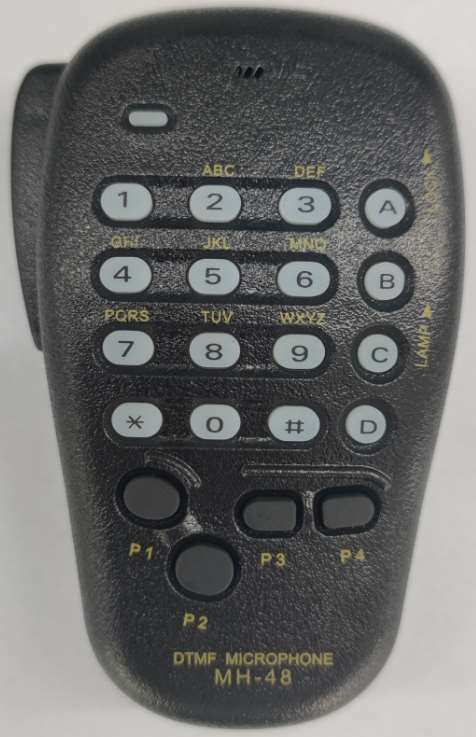 ABC DEF
1 2 3 A
LOCK
GHI JKL MNO
4 5 6 B
PQRS TUV WXYZ
7 8 9 C
LAMP
* 0 # D
P1 P3 P4
P2
DTMF MICROPHONE
MH-48